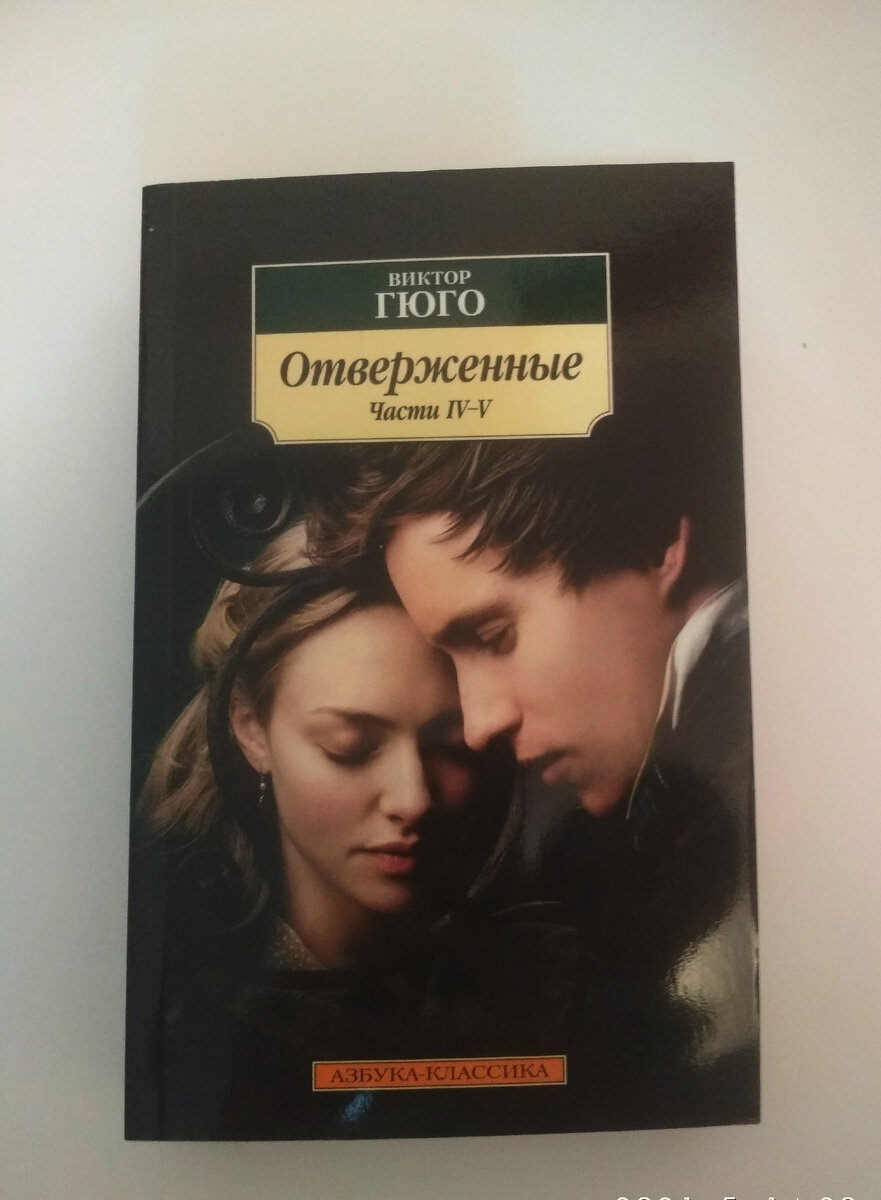 ВИКТОР
ГЮГО
Отверженные
Части IV–V
АЗБУКА-КЛАССИКА